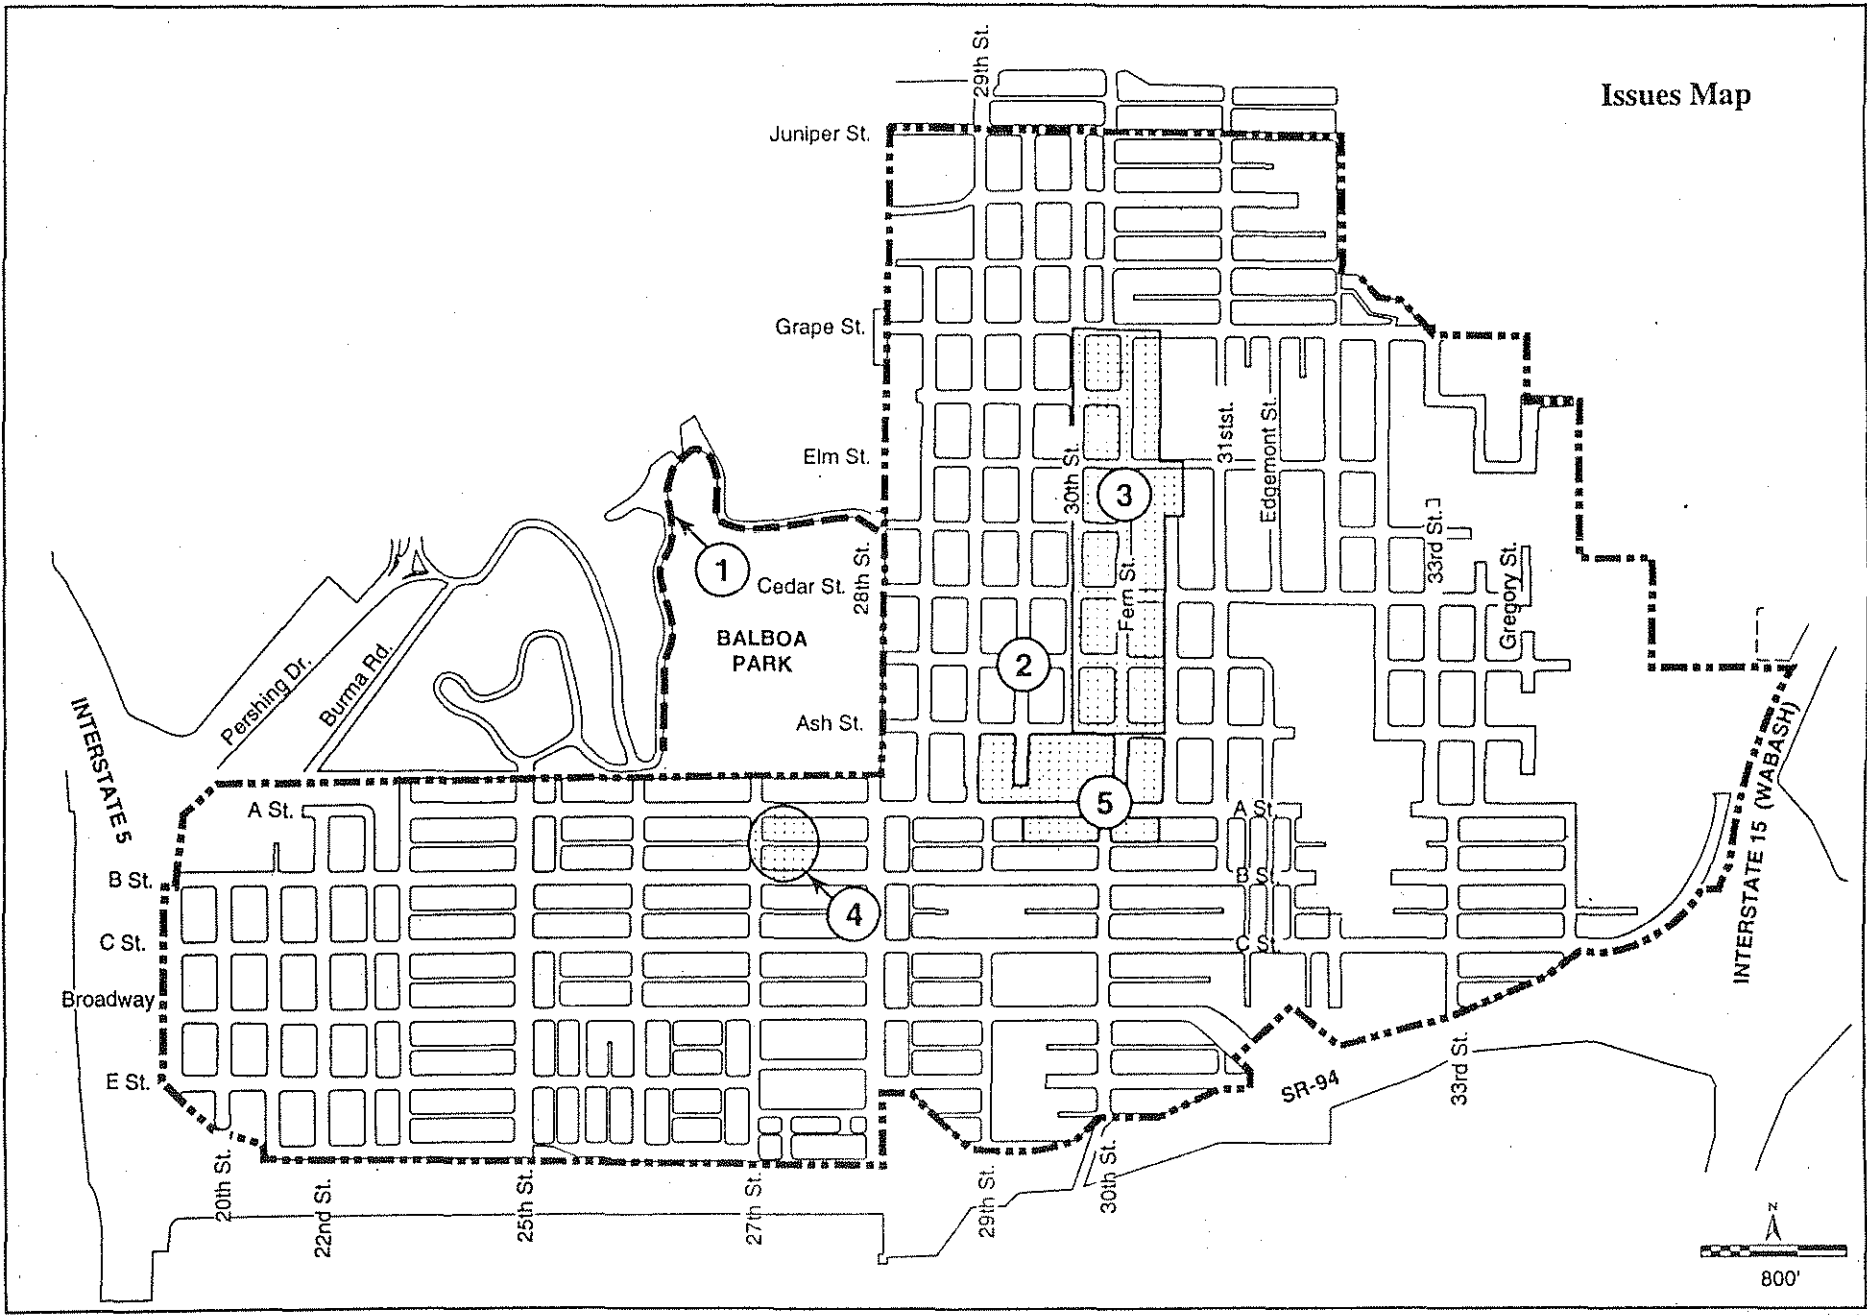 29th St.
Issues Map
Juniper St.
Grape St.
Elm St.
30th St.
31stst.
Edgemont St.
3
33rd St.
1
Cedar St.
28th St.
Fern St.
Gregory St.
BALBOA
PARK
2
Pershing Dr.
Burma Rd.
Ash St.
INTERSTATE 5
INTERSTATE 15 (WABASH)
A St.
5
A St.
B St.
B St.
4
C St.
C St.
Broadway
E St.
SR-94
33rd St.
20th St.
22nd St.
25th St.
27th St.
29th St.
30th St.
Z
800'